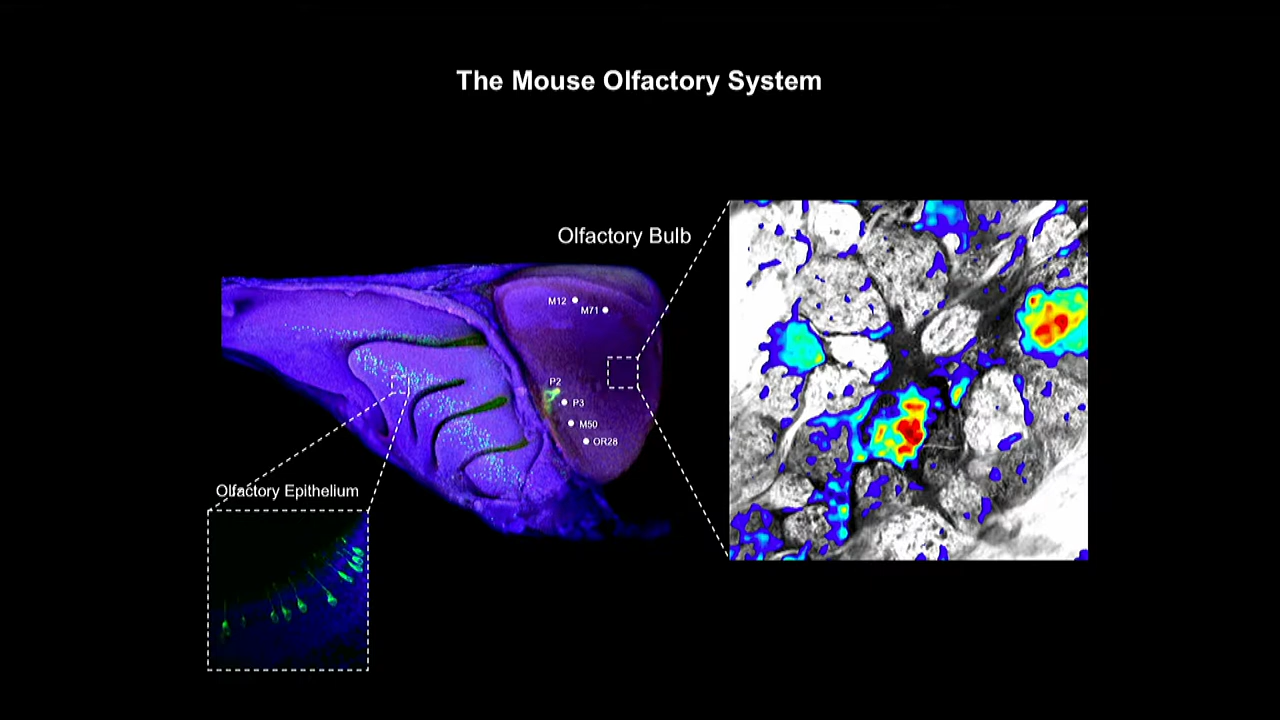 The Mouse Olfactory System
Olfactory Bulb
M12
M71
P2
P3
M50
OR28
Olfactory Epithelium